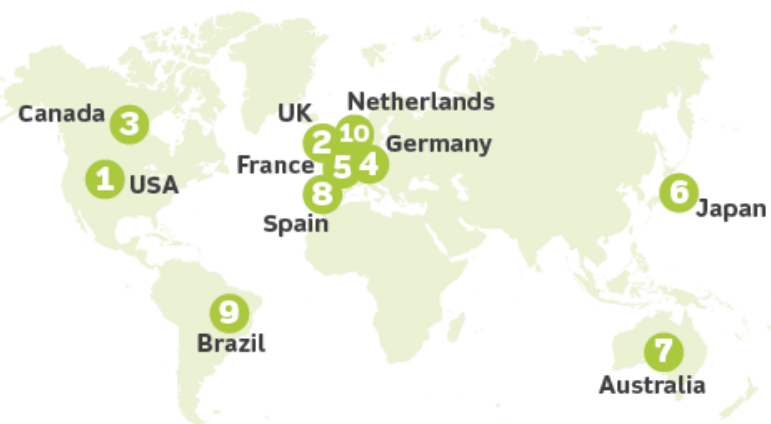 Netherlands
UK
Canada 3
2 10
Germany
France 5 4
1 USA
8
6 Japan
Spain
9
Brazil
7
Australia